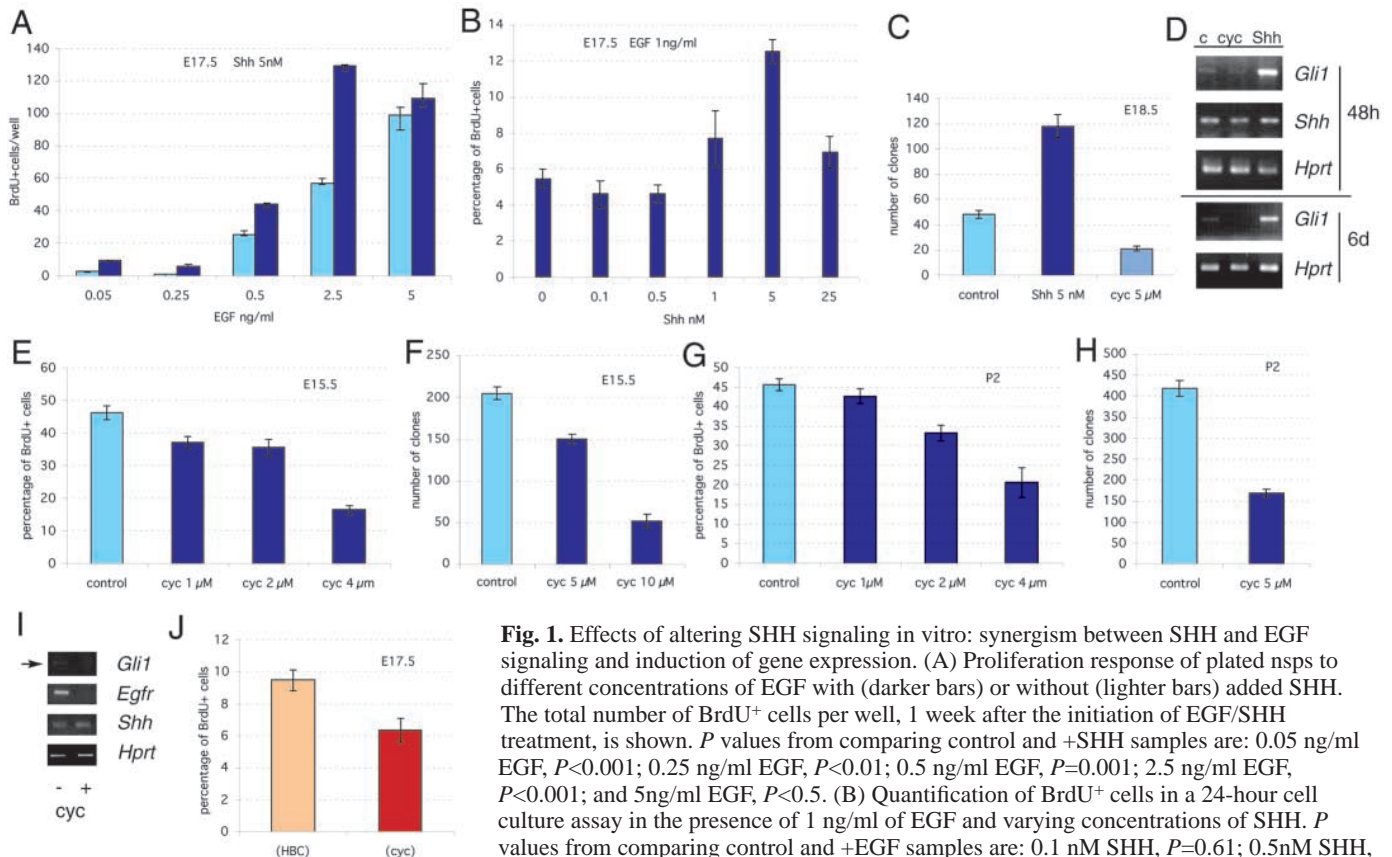 A
E17.5 Shh 5nM
BrdU+cells/well
140
120
100
80
60
40
20
0
0.05 0.25 0.5 2.5 5
EGF ng/ml
B
E17.5 EGF 1ng/ml
percentage of BrdU+cells
14
12
10
8
6
4
2
0
0 0.1 0.5 1 5 25
Shh nM
C
E18.5
number of clones
120
100
80
60
40
20
0
control Shh 5 nM cyc 5 µM
D
c cyc Shh
Gli1
Shh
Hprt
48h
Gli1
Hprt
6d
E
E15.5
percentage of BrdU+ cells
60
50
40
30
20
10
0
control cyc 1 µM cyc 2 µM cyc 4 µm
F
E15.5
number of clones
250
200
150
100
50
0
control cyc 5 µM cyc 10 µM
G
P2
percentage of BrdU+ cells
50
45
40
35
30
25
20
15
10
5
0
control cyc 1µM cyc 2 µM cyc 4 µm
H
P2
number of clones
500
450
400
350
300
250
200
150
100
50
0
control cyc 5 µM
I
Gli1
Egfr
Shh
Hprt
- +
cyc
J
E17.5
percentage of BrdU+ cells
12
10
8
6
4
2
0
(HBC) (cyc)
Fig. 1. Effects of altering SHH signaling in vitro: synergism between SHH and EGF
signaling and induction of gene expression. (A) Proliferation response of plated nsps to
different concentrations of EGF with (darker bars) or without (lighter bars) added SHH.
The total number of BrdU⁺ cells per well, 1 week after the initiation of EGF/SHH
treatment, is shown. P values from comparing control and +SHH samples are: 0.05 ng/ml
EGF, P<0.001; 0.25 ng/ml EGF, P<0.01; 0.5 ng/ml EGF, P=0.001; 2.5 ng/ml EGF,
P<0.001; and 5ng/ml EGF, P<0.5. (B) Quantification of BrdU⁺ cells in a 24-hour cell
culture assay in the presence of 1 ng/ml of EGF and varying concentrations of SHH. P
values from comparing control and +EGF samples are: 0.1 nM SHH, P=0.61; 0.5nM SHH,